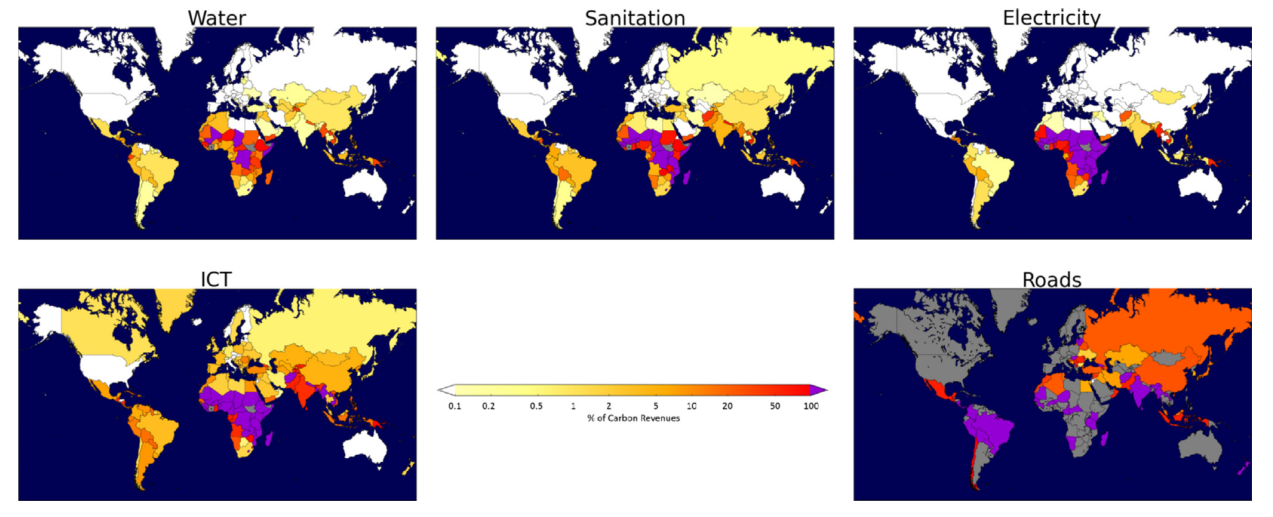 Water
Sanitation
Electricity
ICT
Roads
0.1 0.2 0.5 1 2 5 10 20 50 100
% of Carbon Revenues